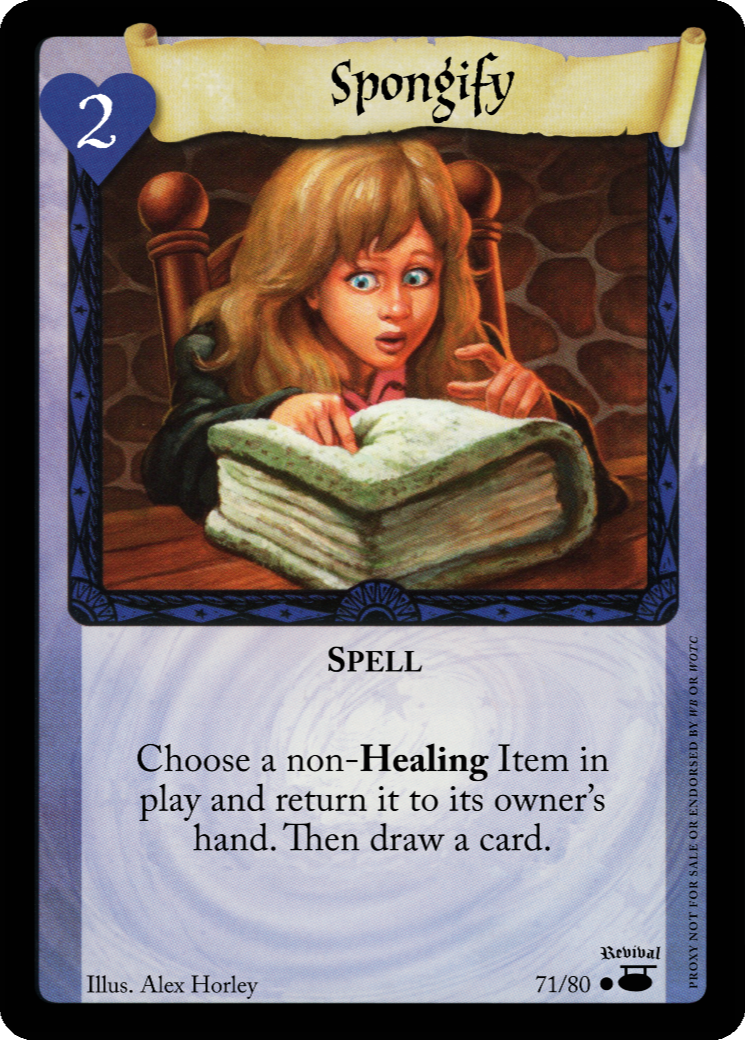 Spongify
2
SPELL
Choose a non-Healing Item in
play and return it to its owner's
hand. Then draw a card.
PROXY NOT FOR SALE OR ENDORSED BY WB OR WOTC
Revival
Illus. Alex Horley
71/80